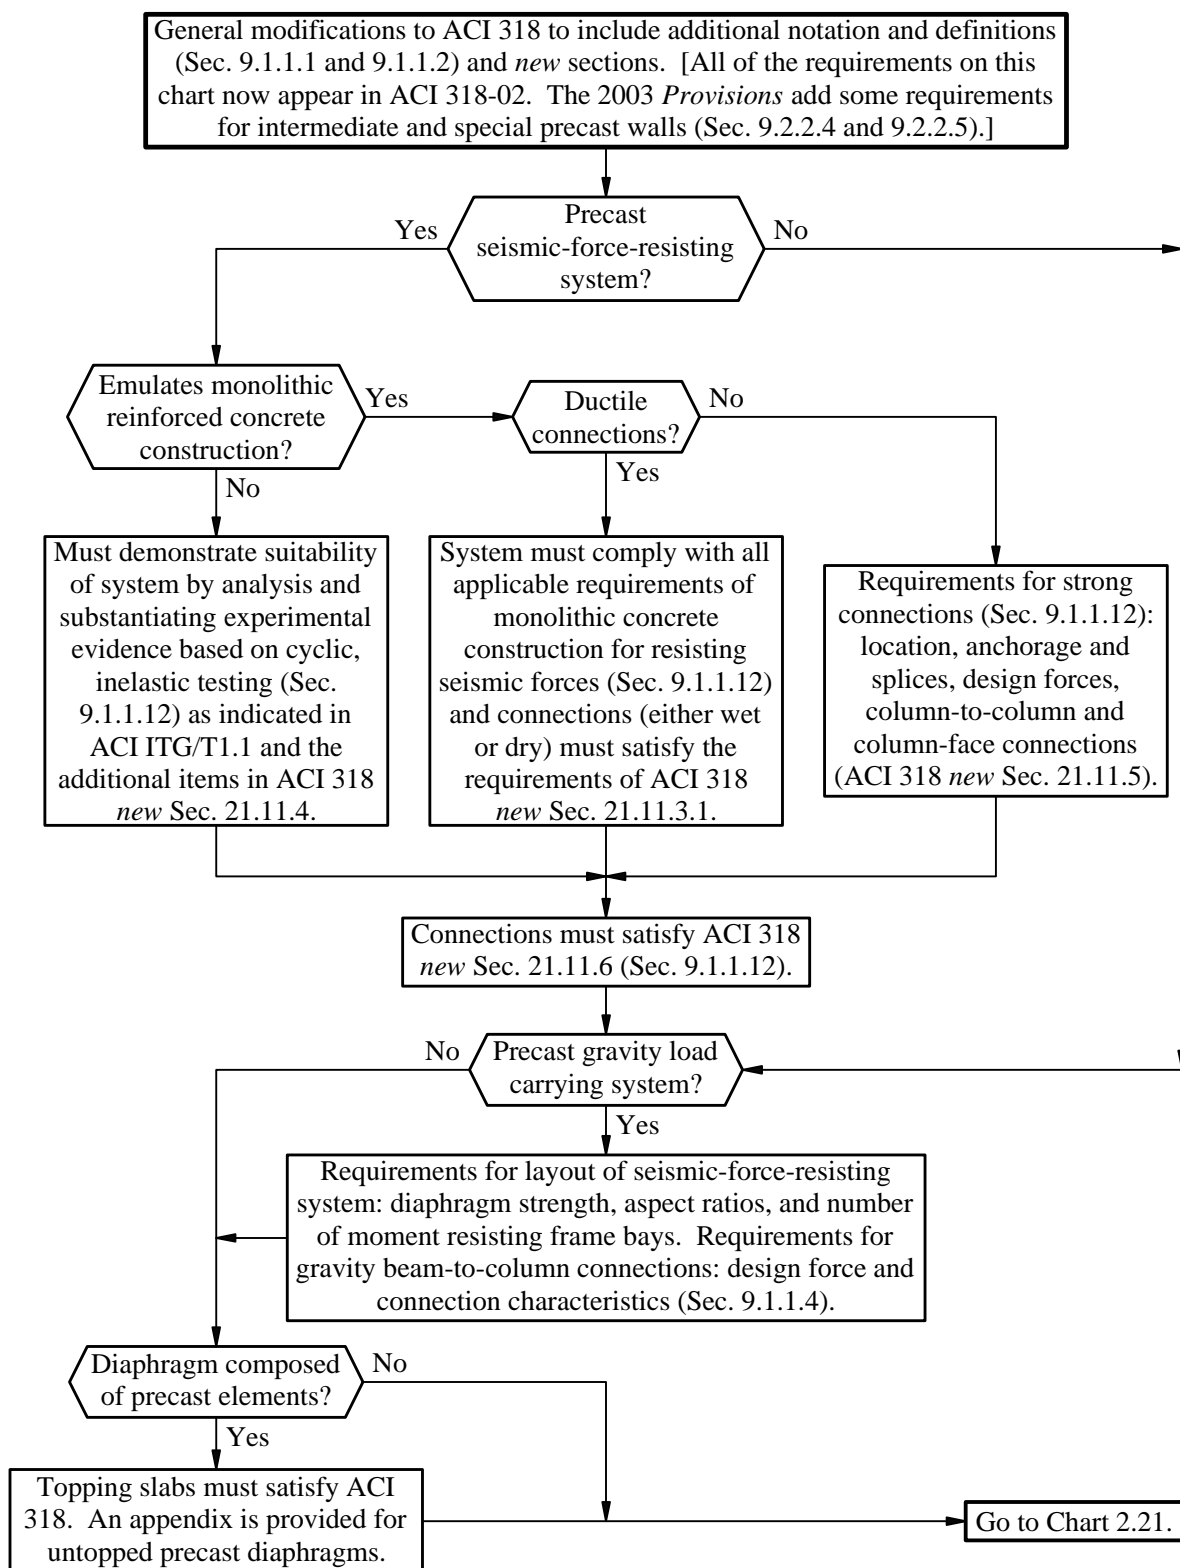 General modifications to ACI 318 to include additional notation and definitions
(Sec. 9.1.1.1 and 9.1.1.2) and new sections. [All of the requirements on this
chart now appear in ACI 318-02. The 2003 Provisions add some requirements
for intermediate and special precast walls (Sec. 9.2.2.4 and 9.2.2.5).]
Yes
Precast
seismic-force-resisting
system?
No
Emulates monolithic
reinforced concrete
construction?
Yes
Ductile
connections?
No
No
Yes
Must demonstrate suitability
of system by analysis and
substantiating experimental
evidence based on cyclic,
inelastic testing (Sec.
9.1.1.12) as indicated in
ACI ITG/T1.1 and the
additional items in ACI 318
new Sec. 21.11.4.
System must comply with all
applicable requirements of
monolithic concrete
construction for resisting
seismic forces (Sec. 9.1.1.12)
and connections (either wet
or dry) must satisfy the
requirements of ACI 318
new Sec. 21.11.3.1.
Requirements for strong
connections (Sec. 9.1.1.12):
location, anchorage and
splices, design forces,
column-to-column and
column-face connections
(ACI 318 new Sec. 21.11.5).
Connections must satisfy ACI 318
new Sec. 21.11.6 (Sec. 9.1.1.12).
No
Precast gravity load
carrying system?
Yes
Requirements for layout of seismic-force-resisting
system: diaphragm strength, aspect ratios, and number
of moment resisting frame bays. Requirements for
gravity beam-to-column connections: design force and
connection characteristics (Sec. 9.1.1.4).
Diaphragm composed
of precast elements?
No
Yes
Topping slabs must satisfy ACI
318. An appendix is provided for
untopped precast diaphragms.
Go to Chart 2.21.